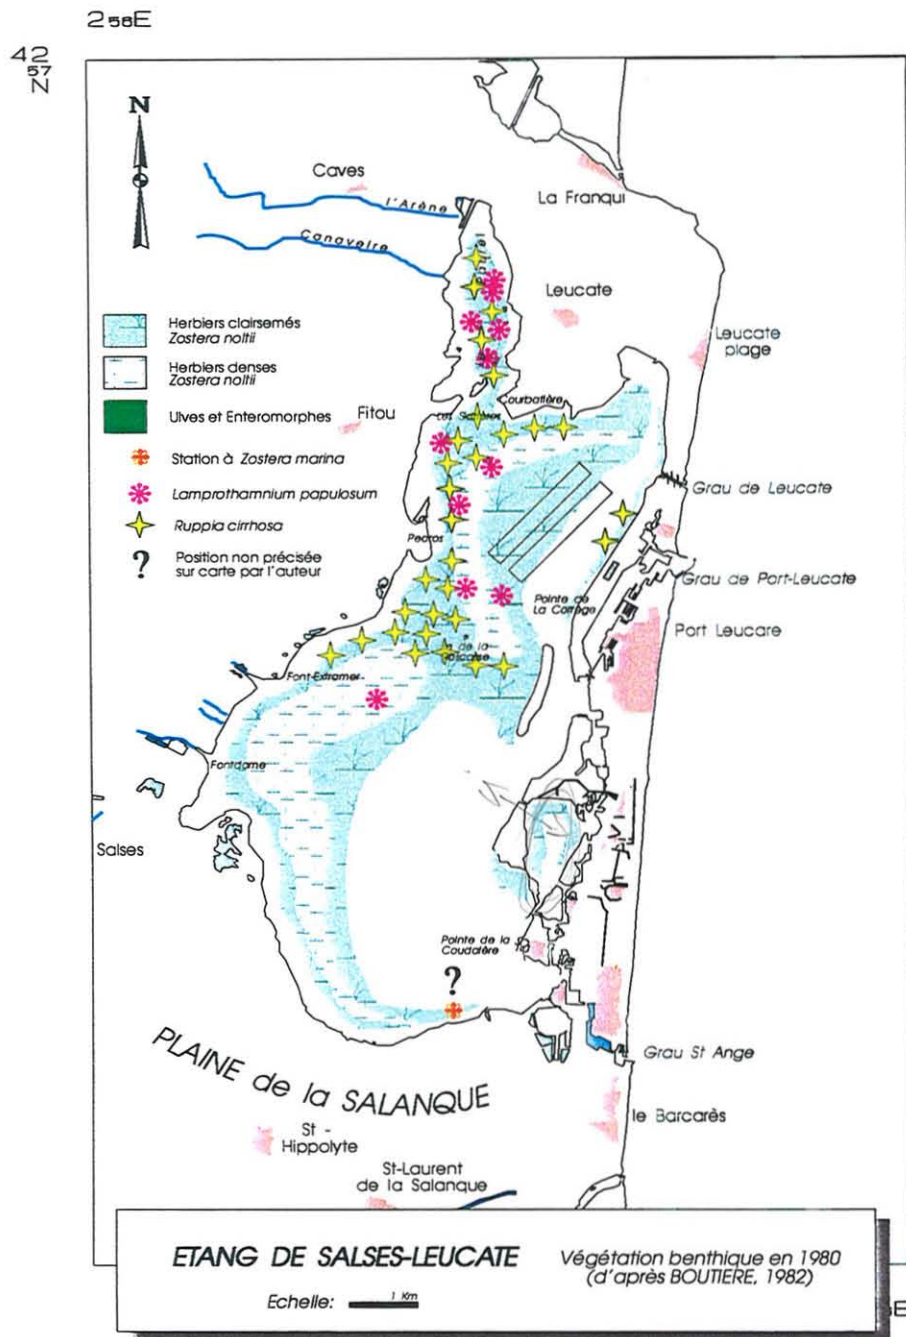 2 58E
42
57
N
N
Caves
l'Arène
Canaveire
La Franqui
Leucate
Leucate
plage
Herbiers clairsemés
Zostera noltii
Herbiers denses
Zostera noltii
Ulves et Enteromorphes
Fitou
Courbatière
Station à Zostera marina
Lamprothamnium papulosum
Grau de Leucate
Ruppia cirrhosa
Pedros
?
Position non précisée
sur carte par l'auteur
Grau de Port-Leucate
Pointe de
La Corrège
Port Leucare
de la
Font-Extramer
Fontdame
Salses
Pointe de la
Coudalère
?
PLAINE de la SALANQUE
Grau St Ange
le Barcarès
St -
Hippolyte
St-Laurent
de la Salanque
ETANG DE SALSES-LEUCATE
Végétation benthique en 1980
(d'après BOUTIERE, 1982)
Echelle:
1 Km
E